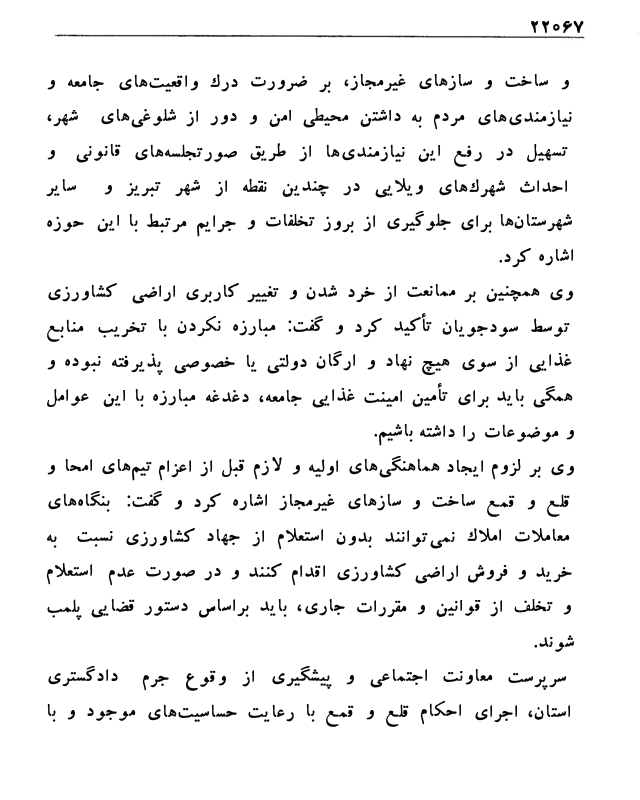 ۲۲۰۶۷
و ساخت و سازهای غیرمجاز، بر ضرورت درك واقعیت‌های جامعه و
نیازمندی‌های مردم به داشتن محیطی امن و دور از شلوغی‌های شهر،
تسهیل در رفع این نیازمندی‌ها از طریق صورتجلسه‌های قانونی و
احداث شهرك‌های ویلایی در چندین نقطه از شهر تبریز و سایر
شهرستان‌ها برای جلوگیری از بروز تخلفات و جرایم مرتبط با این حوزه
اشاره کرد.
وی همچنین بر ممانعت از خرد شدن و تغییر کاربری اراضی کشاورزی
توسط سودجویان تأکید کرد و گفت: مبارزه نکردن با تخریب منابع
غذایی از سوی هیچ نهاد و ارگان دولتی یا خصوصی پذیرفته نبوده و
همگی باید برای تأمین امینت غذایی جامعه، دغدغه مبارزه با این عوامل
و موضوعات را داشته باشیم.
وی بر لزوم ایجاد هماهنگی‌های اولیه و لازم قبل از اعزام تیم‌های امحا و
قلع و قمع ساخت و سازهای غیرمجاز اشاره کرد و گفت: بنگاه‌های
معاملات املاك نمی‌توانند بدون استعلام از جهاد کشاورزی نسبت به
خرید و فروش اراضی کشاورزی اقدام کنند و در صورت عدم استعلام
و تخلف از قوانین و مقررات جاری، باید براساس دستور قضایی پلمب
شوند.
سرپرست معاونت اجتماعی و پیشگیری از وقوع جرم دادگستری
استان، اجرای احکام قلع و قمع با رعایت حساسیت‌های موجود و با